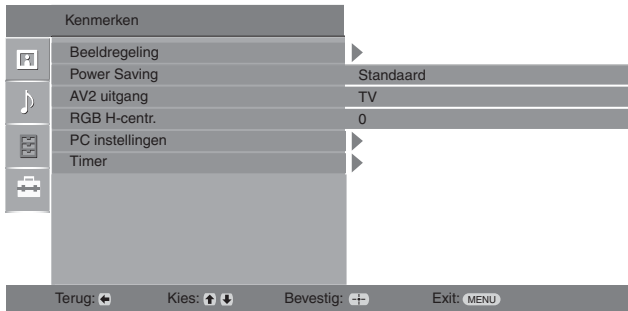 Kenmerken
Beeldregeling
Power Saving Standaard
AV2 uitgang TV
RGB H-centr. 0
PC instellingen
Timer
Terug: Kies: Bevestig: Exit: MENU